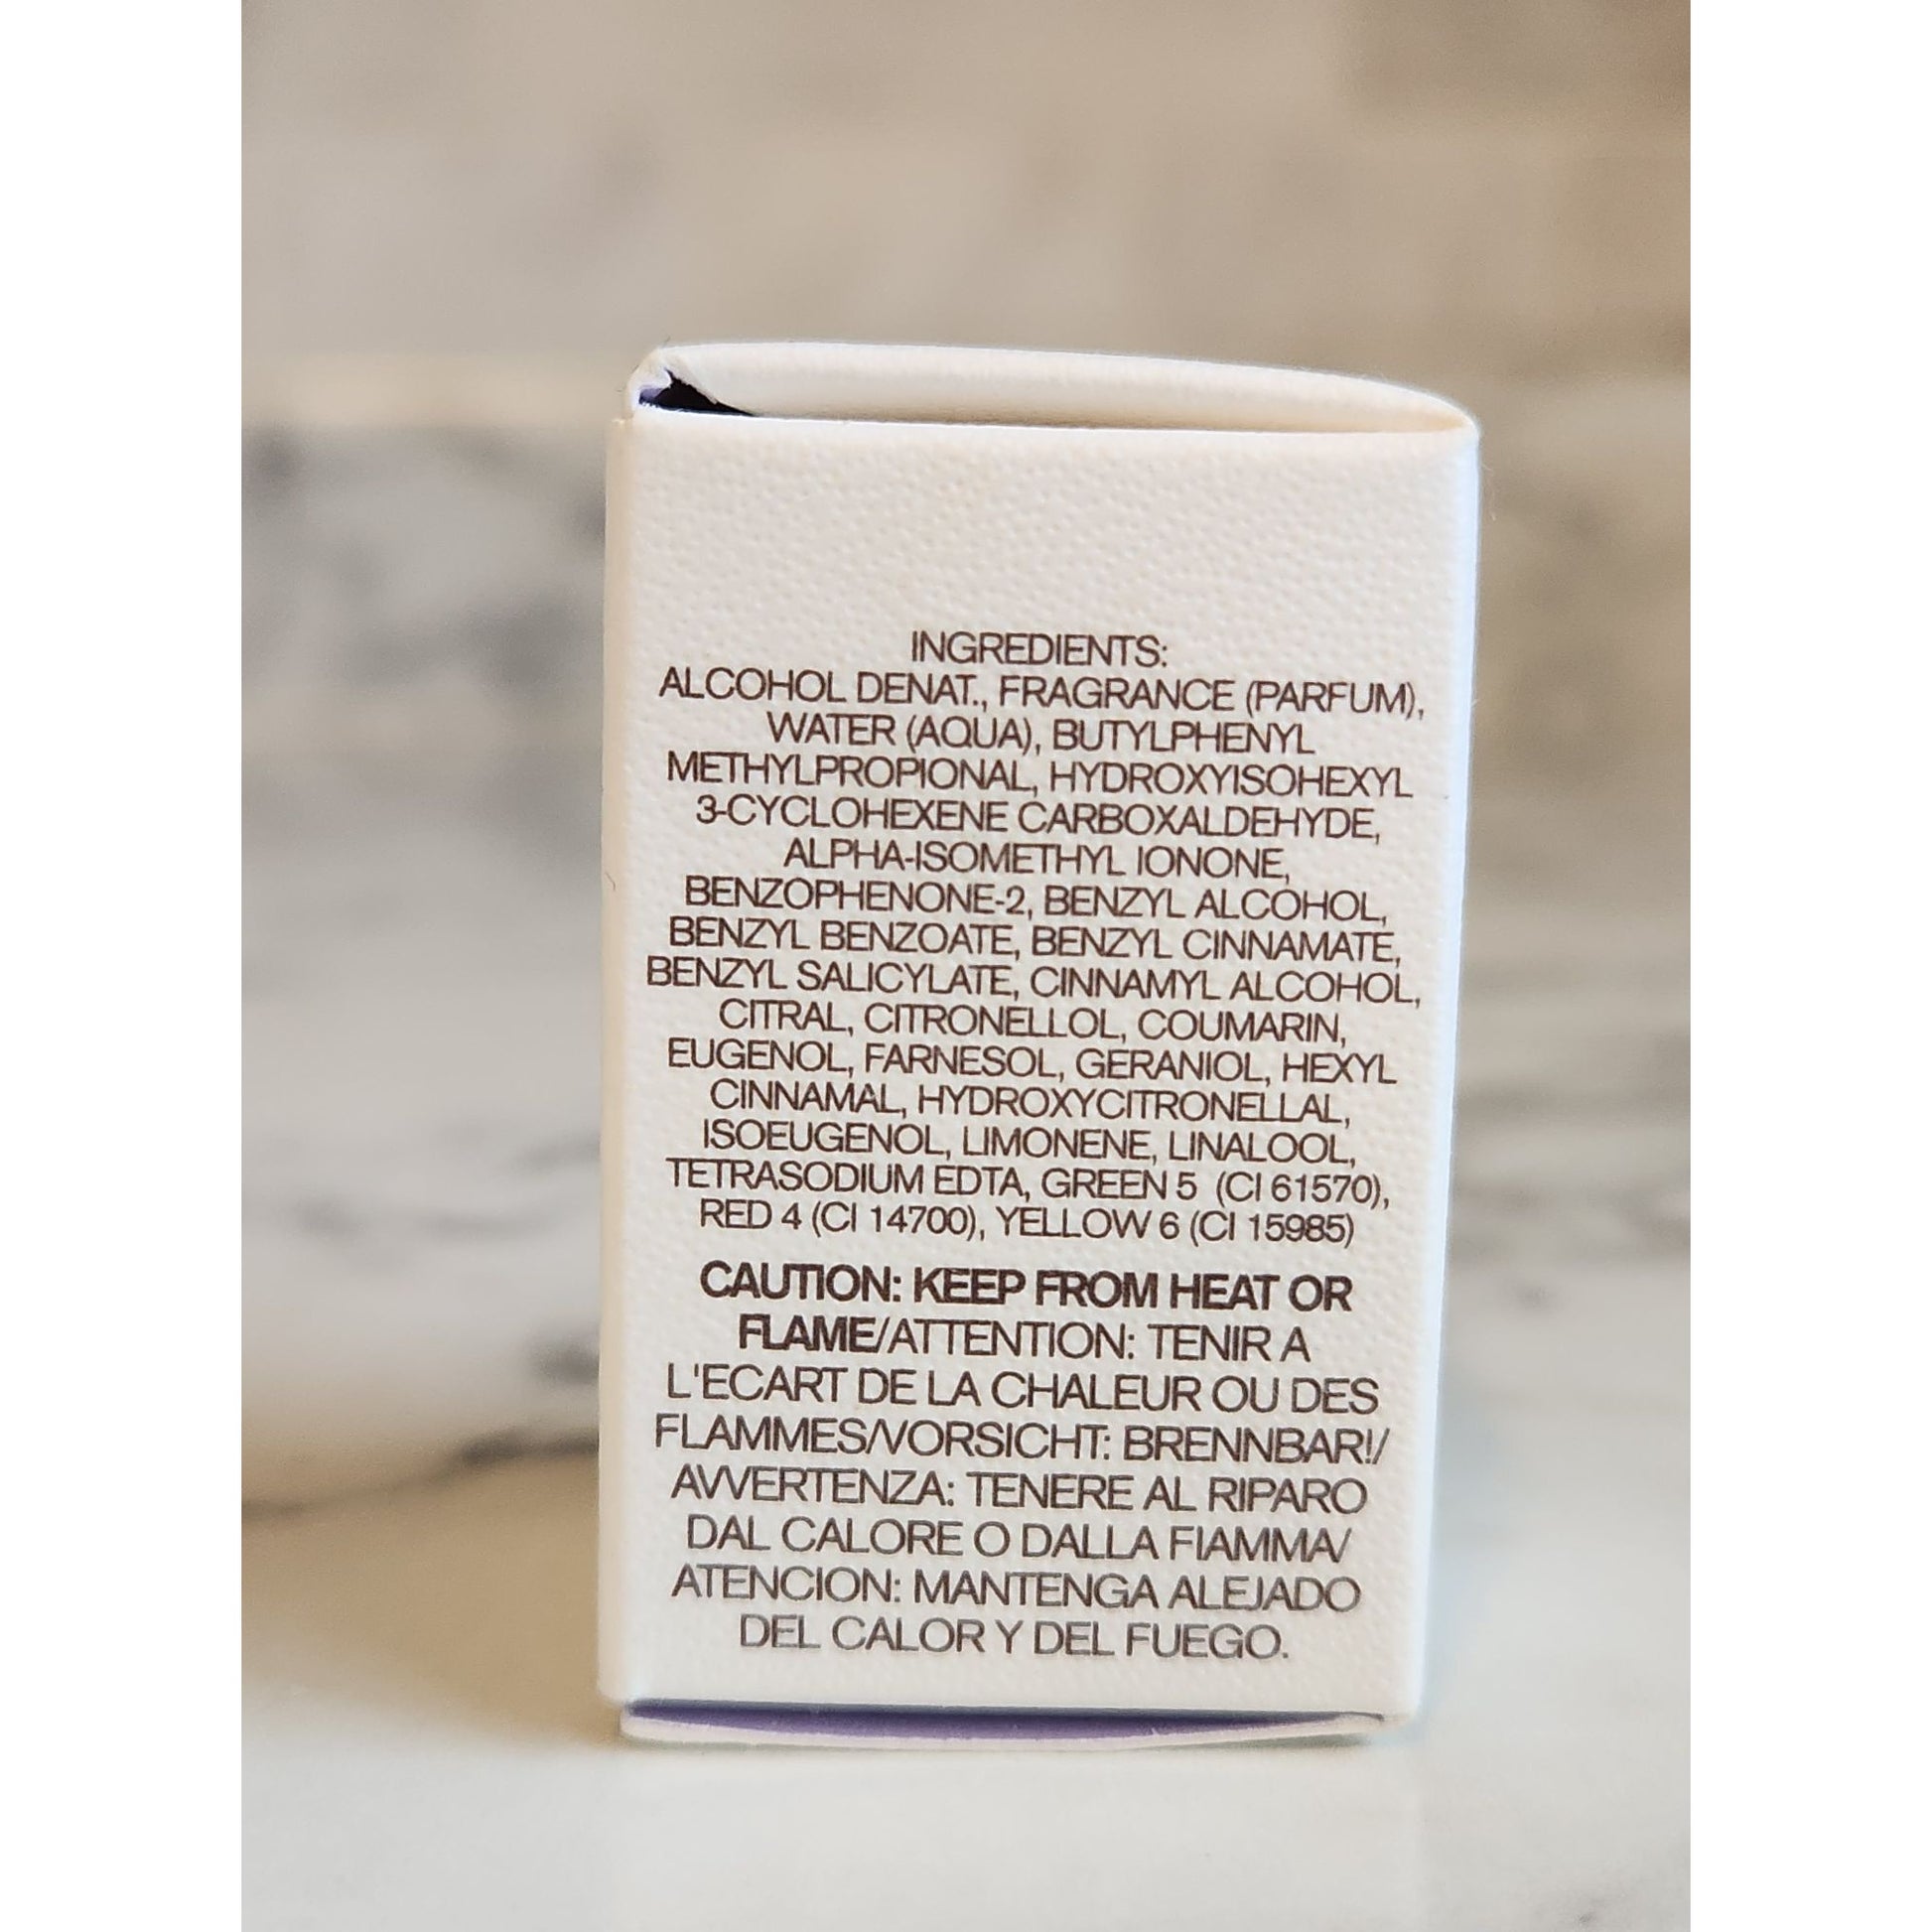 INGREDIENTS:
ALCOHOL DENAT., FRAGRANCE (PARFUM),
WATER (AQUA), BUTYLPHENYL
METHYLPROPIONAL, HYDROXYISOHEXYL
3-CYCLOHEXENE CARBOXALDEHYDE,
ALPHA-ISOMETHYL IONONE,
BENZOPHENONE-2, BENZYL ALCOHOL,
BENZYL BENZOATE, BENZYL CINNAMATE,
BENZYL SALICYLATE, CINNAMYL ALCOHOL,
CITRAL, CITRONELLOL, COUMARIN,
EUGENOL, FARNESOL, GERANIOL, HEXYL
CINNAMAL, HYDROXYCITRONELLAL,
ISOEUGENOL, LIMONENE, LINALOOL,
TETRASODIUM EDTA, GREEN 5 (CI 61570),
RED 4 (CI 14700), YELLOW 6 (CI 15985)
CAUTION: KEEP FROM HEAT OR
FLAME/ATTENTION: TENIR A
L'ECART DE LA CHALEUR OU DES
FLAMMES/VORSICHT: BRENNBAR!/
AVVERTENZA: TENERE AL RIPARO
DAL CALORE O DALLA FIAMMA/
ATENCION: MANTENGA ALEJADO
DEL CALOR Y DEL FUEGO.